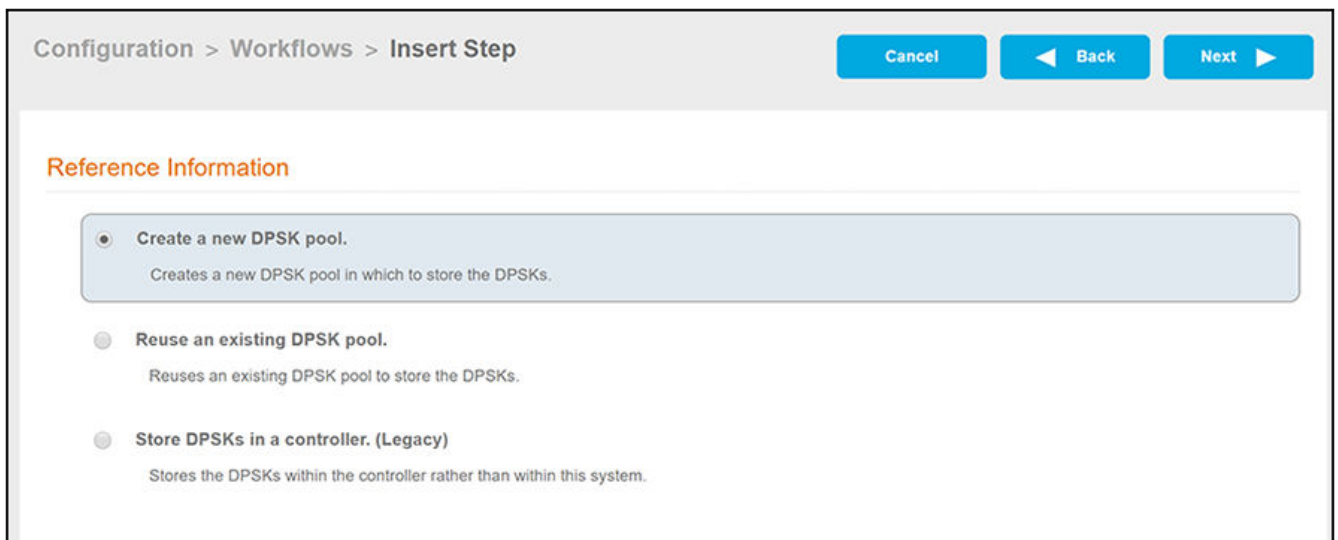 Configuration > Workflows > Insert Step
Cancel
Back
Next
Reference Information
Create a new DPSK pool.
Creates a new DPSK pool in which to store the DPSKs.
Reuse an existing DPSK pool.
Reuses an existing DPSK pool to store the DPSKs.
Store DPSKs in a controller. (Legacy)
Stores the DPSKs within the controller rather than within this system.